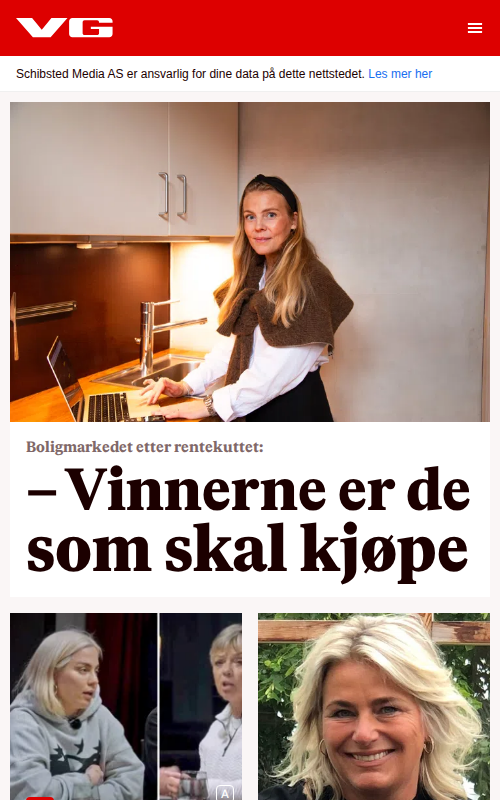 VG
Schibsted Media AS er ansvarlig for dine data på dette nettstedet. Les mer her
Boligmarkedet etter rentekuttet:
– Vinnerne er de
som skal kjøpe
A